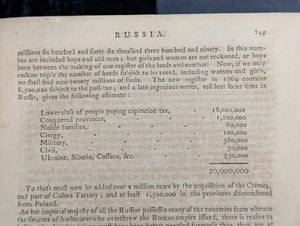 RUSSIA.
249
millions six hundred and forty-six thousand three hundred and ninety. In this num-
ber are included boys and old men; but girls and women are not reckoned, or boys
born between the making of one register of the lands and another. Now, if we only
reckon triple the number of heads subject to be taxed, including women and girls,
we shall find near twenty millions of souls. The new register in 1764 contains
8,500,000 subject to the poll-tax; and a late ingenious writer, resident some time in
Russia, gives the following estimate:
Lower class of people paying capitation tax, 18,000,000
Conquered provinces, 1,200,000
Noble families, 60,000
Clergy, 100,000
Military, 360,000
Civil, 30,000
Ukraine, Siberia, Cossacs, &c. 350,000
20,000,000
To these must now be added near a million more by the acquisition of the Crimea,
and part of Cuban Tartary; and at least 1,500,000 in the provinces dismembered
from Poland.
As her imperial majesty of all the Russias possesses many of the countries from whence
the swarms of barbarians who overthrew the Roman empire issued, there is reason to